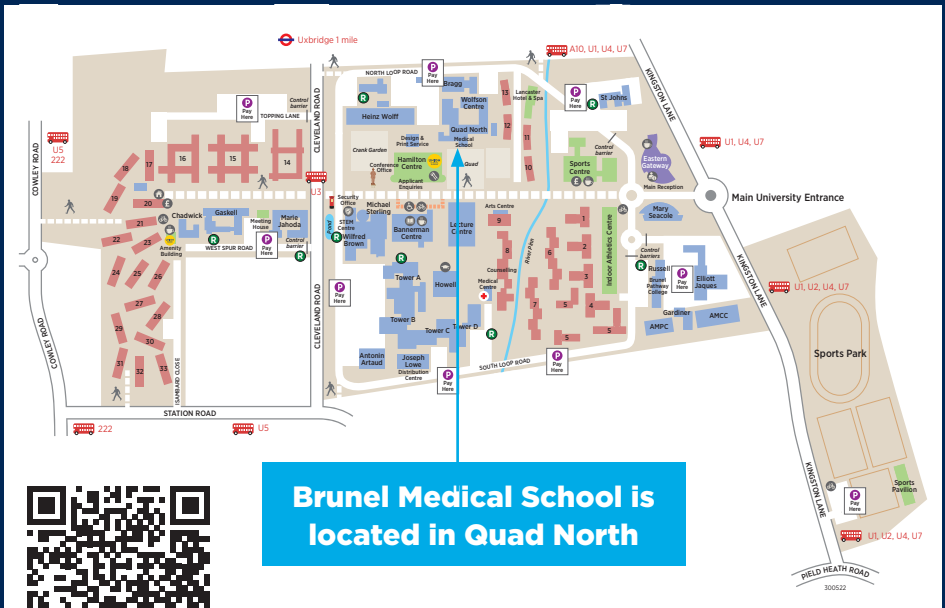 Uxbridge 1 mile
A10, U1, U4, U7
KINGSTON LANE
NORTH LOOP ROAD
P
Pay
Here
Bragg
13
Lancaster
Hotel & Spa
P
Pay
Here
R
St Johns
P
Pay
Here
Control
barrier
TOPPING LANE
CLEVELAND ROAD
R
Heinz Wolff
Wolfson
Centre
Quad North
Medical
School
12
11
10
Control
barrier
U5
222
COWLEY ROAD
U1, U4, U7
18
17
16
15
14
Crank Garden
Design &
Print Service
Conference
Office
Hamilton
Centre
Applicant
Enquiries
Quad
Sports
Centre
E
Eastern
Gateway
Main Reception
U3
19
20
E
Main University Entrance
21
Chadwick
Gaskell
Meeting
House
Marie
Jahoda
Security
Office
STEM
Centre
Pond
Michael
Sterling
Bannerman
Centre
Lecture
Centre
Arts Centre
9
1
Mary
Seacole
22
23
Amenity
Building
R
WEST SPUR ROAD
P
Pay
Here
Control
barrier
R
R
Wilfred
Brown
R
8
6
2
River Pinn
Indoor Athletics Centre
Control
barriers
R
24
25
26
Tower A
Howell
Counselling
Medical
Centre
3
Russell
Brunel
Pathway
College
P
Pay
Here
Elliott
Jaques
KINGSTON LANE
U1, U2, U4, U7
P
Pay
Here
CLEVELAND ROAD
27
28
7
5
4
Gardiner
AMPC
AMCC
29
30
Tower B
Tower C
Tower D
R
5
5
COWLEY ROAD
31
32
33
ISAMBARD CLOSE
Antonin
Artaud
Joseph
Lowe
Distribution
Centre
P
Pay
Here
SOUTH LOOP ROAD
P
Pay
Here
Sports Park
STATION ROAD
222
U5
Brunel Medical School is
located in Quad North
KINGSTON LANE
P
Pay
Here
Sports
Pavilion
U1, U2, U4, U7
PIELD HEATH ROAD
300522